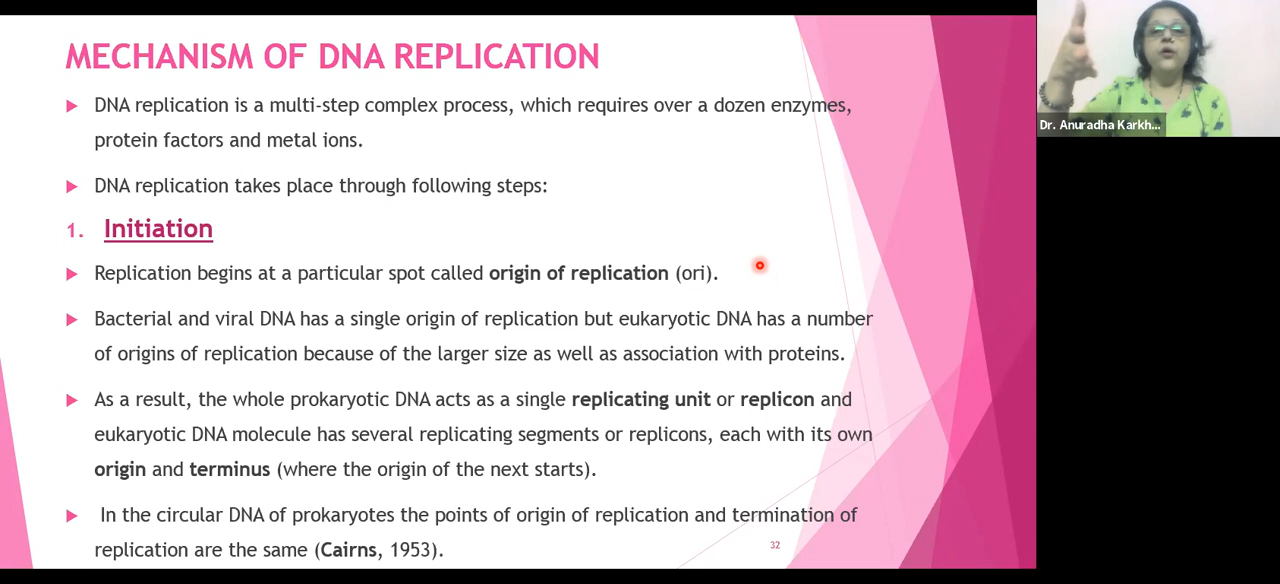 MECHANISM OF DNA REPLICATION
DNA replication is a multi-step complex process, which requires over a dozen enzymes,
protein factors and metal ions.
DNA replication takes place through following steps:
1. Initiation
Replication begins at a particular spot called origin of replication (ori).
Bacterial and viral DNA has a single origin of replication but eukaryotic DNA has a number
of origins of replication because of the larger size as well as association with proteins.
As a result, the whole prokaryotic DNA acts as a single replicating unit or replicon and
eukaryotic DNA molecule has several replicating segments or replicons, each with its own
origin and terminus (where the origin of the next starts).
In the circular DNA of prokaryotes the points of origin of replication and termination of
replication are the same (Cairns, 1953).
32
Dr. Anuradha Karkh...